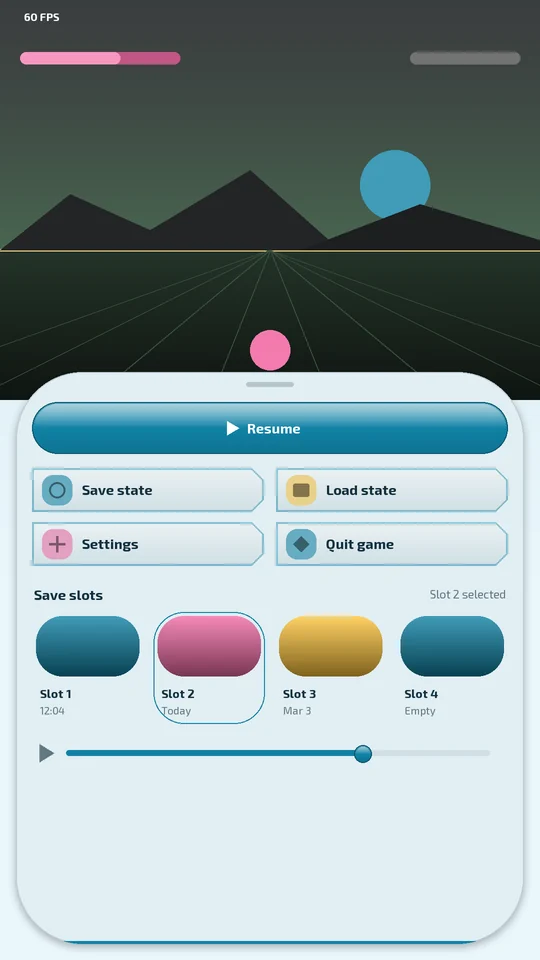 60 FPS
Resume
Save state
Load state
Settings
Quit game
Save slots
Slot 2 selected
Slot 1
12:04
Slot 2
Today
Slot 3
Mar 3
Slot 4
Empty